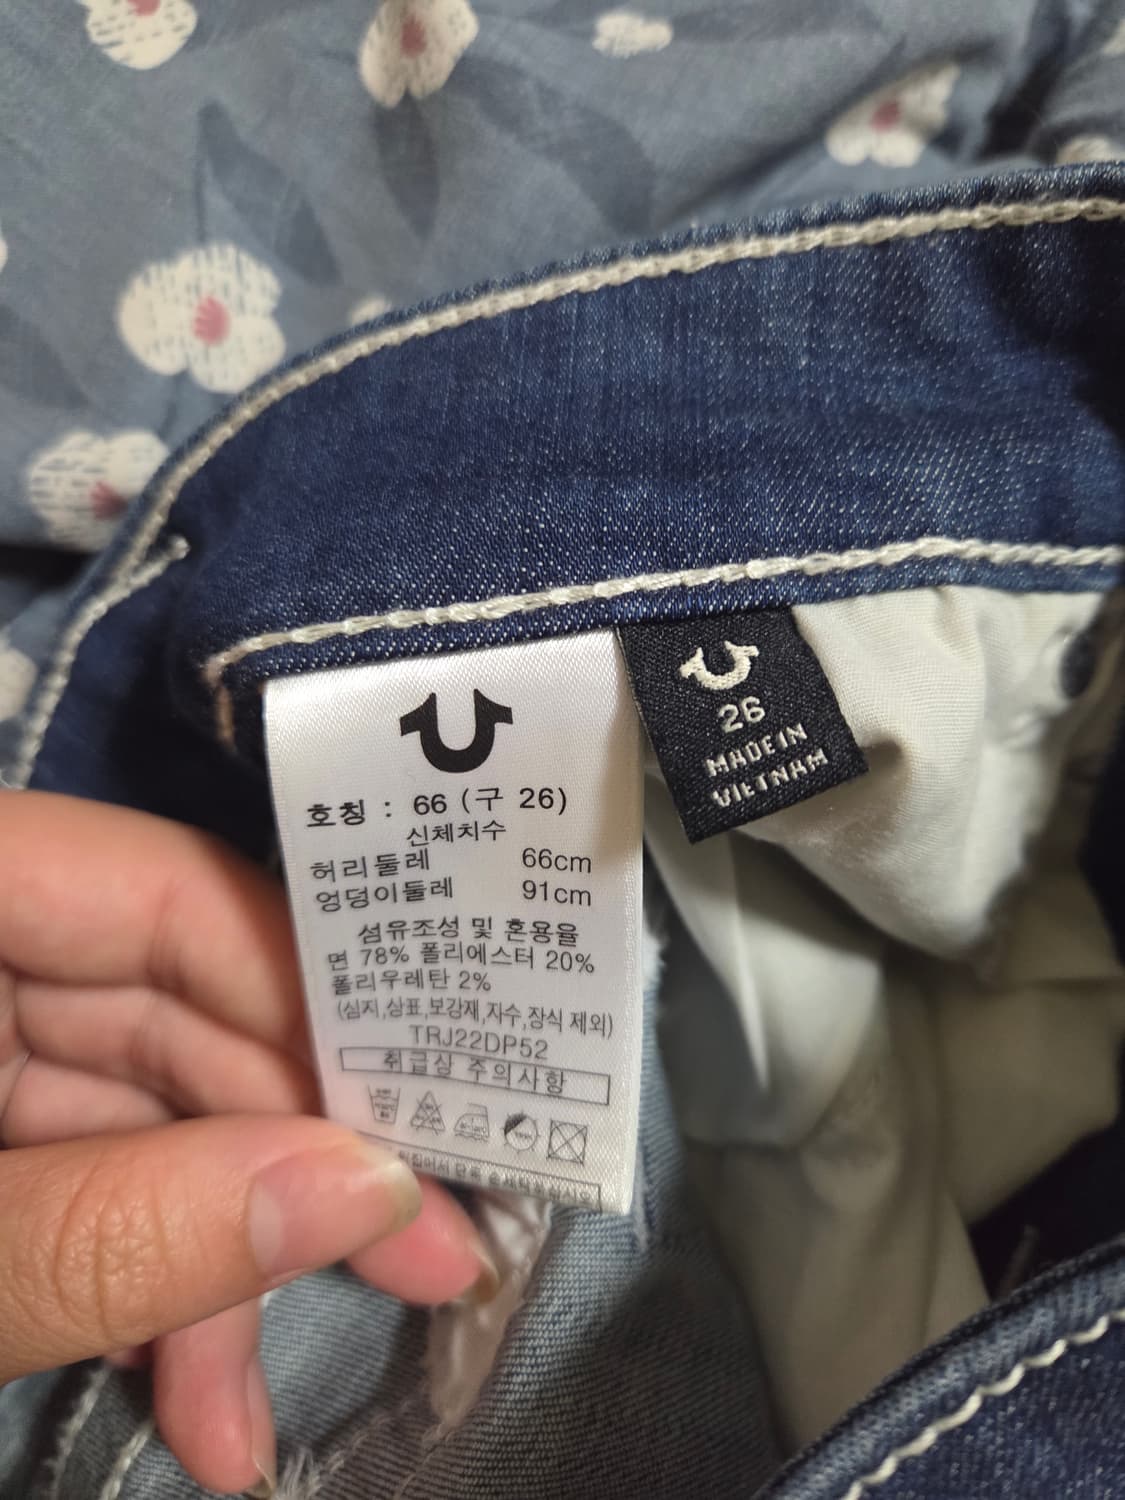 호칭 : 66 (구 26)
신체치수
허리둘레 66cm
엉덩이둘레 91cm
섬유조성 및 혼용율
면 78% 폴리에스터 20%
폴리우레탄 2%
(심지,상표,보강재,자수,장식 제외)
TRJ22DP52
취급상 주의사항
26
MADE IN
VIETNAM